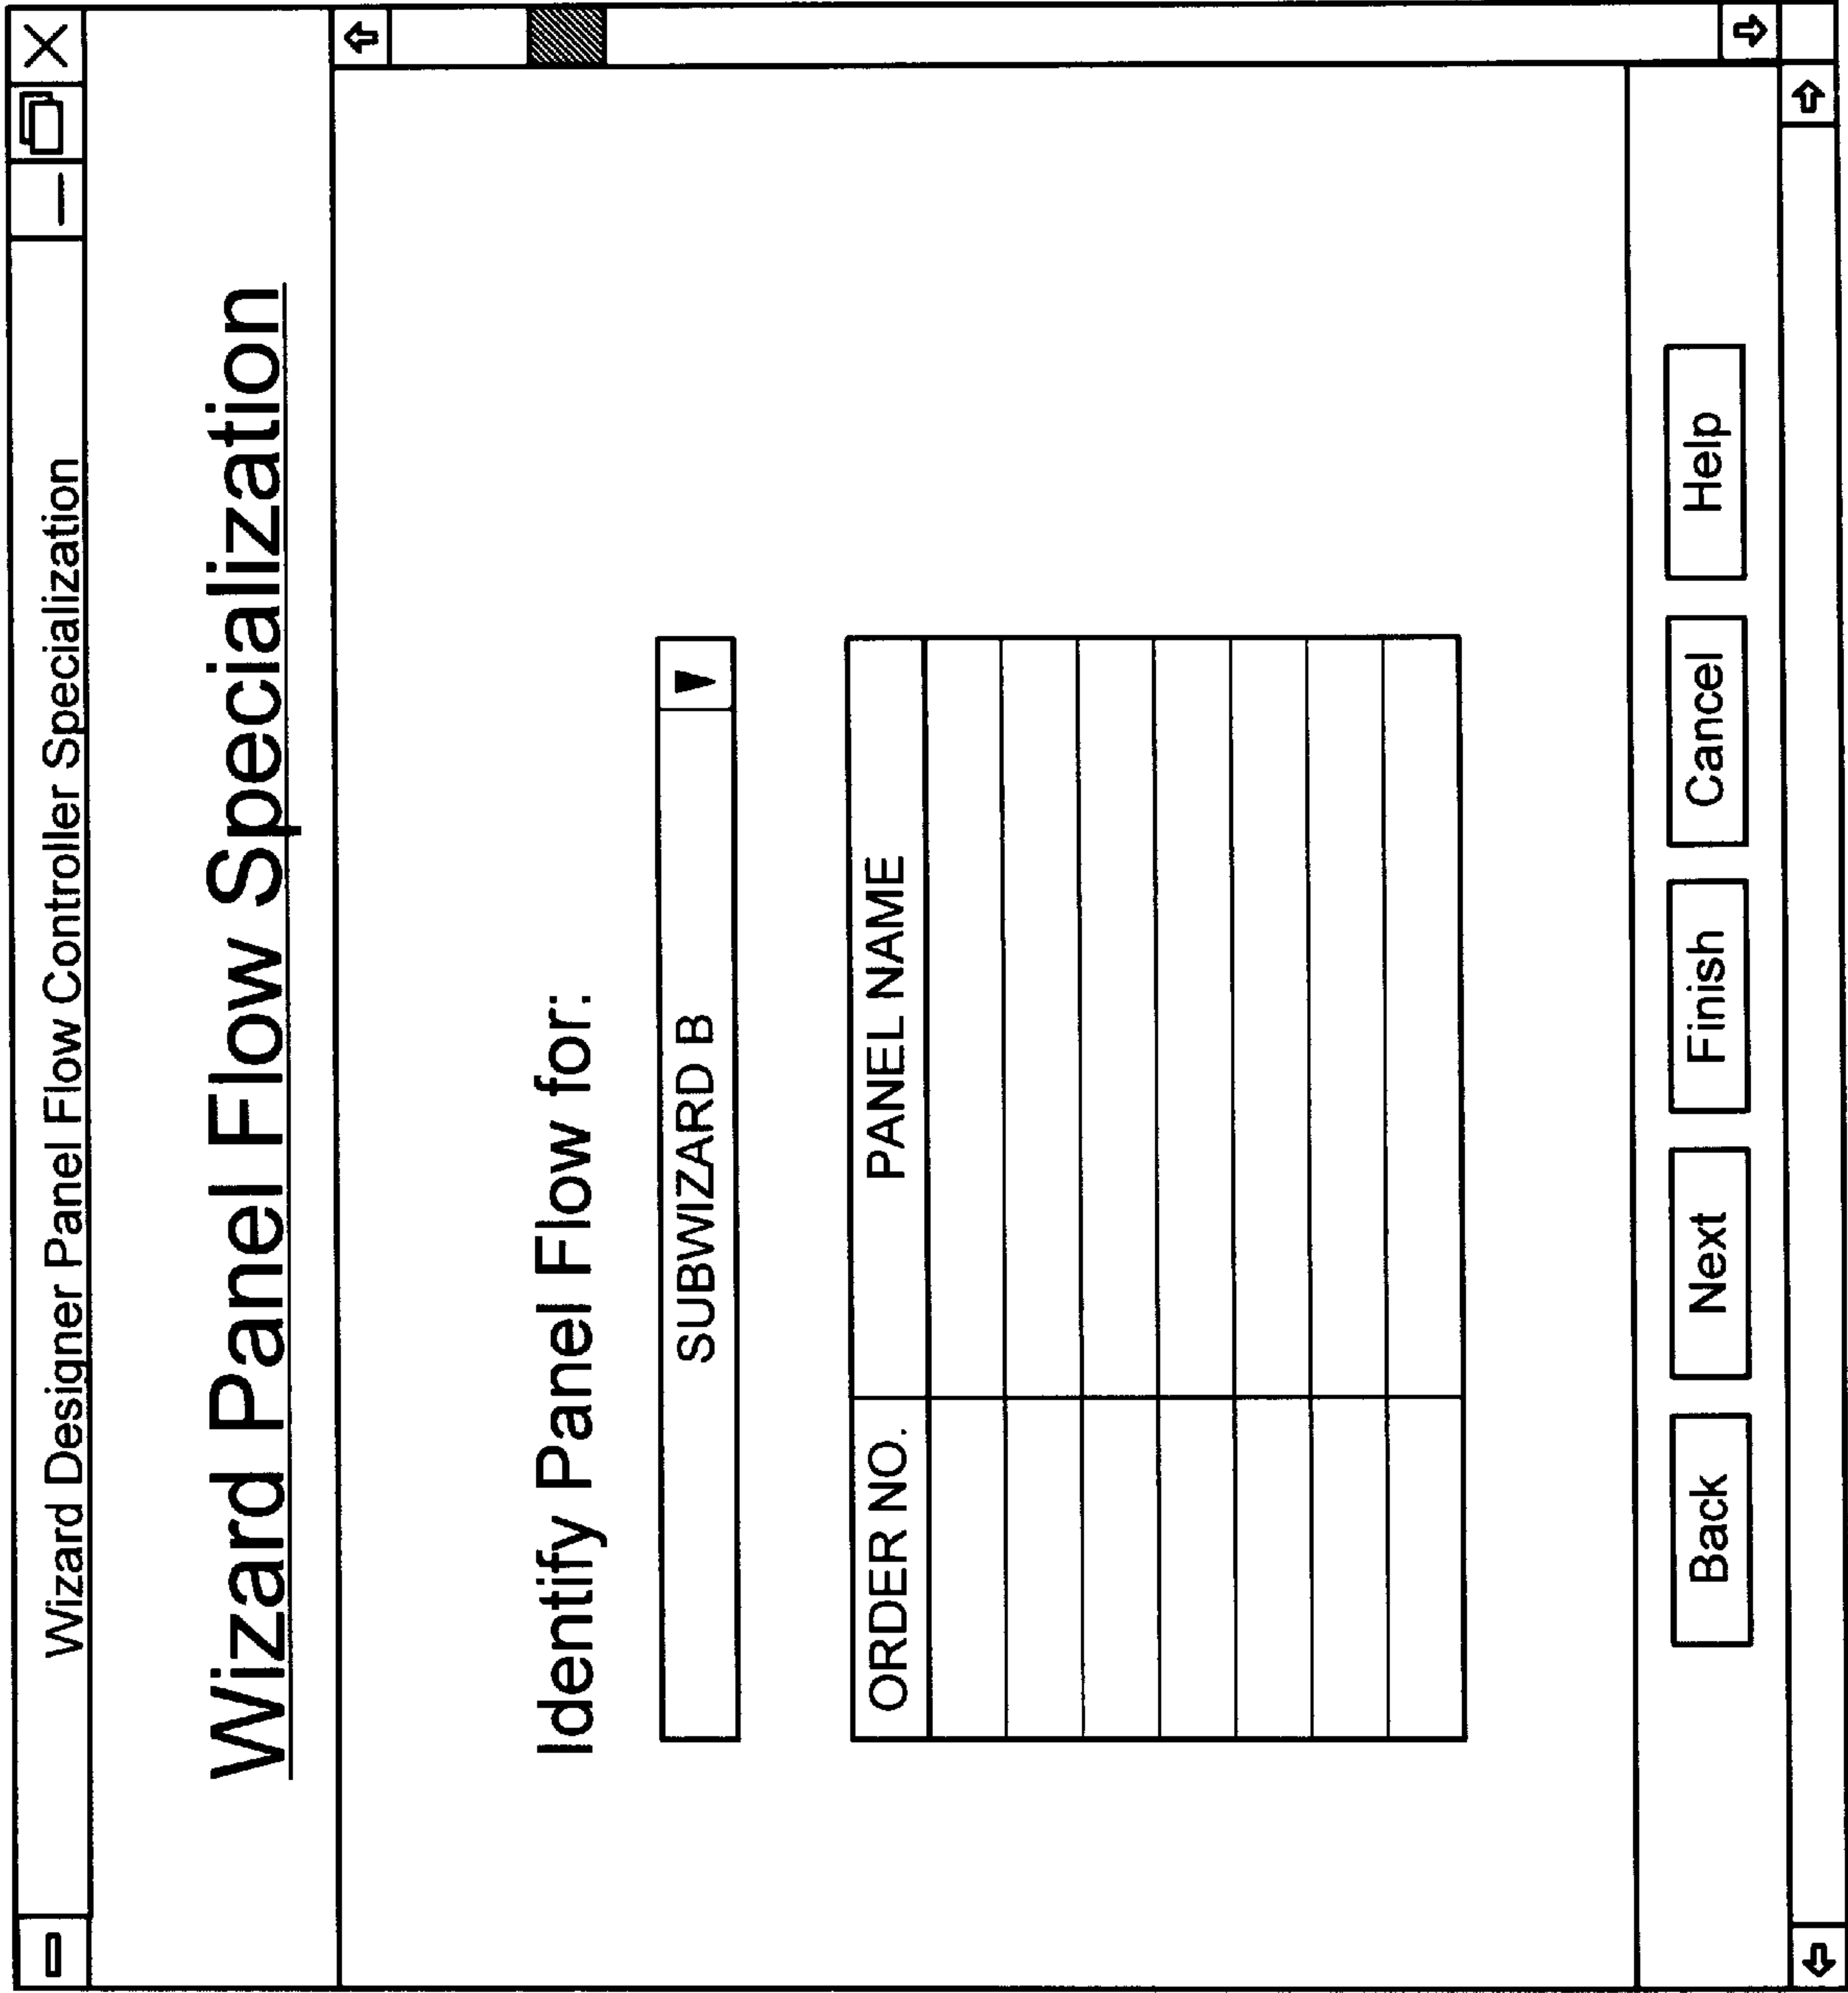 Wizard Designer Panel Flow Controller Specialization
Wizard Panel Flow Specialization
Identify Panel Flow for:
SUBWIZARD B
ORDER NO. PANEL NAME
Back Next Finish Cancel Help